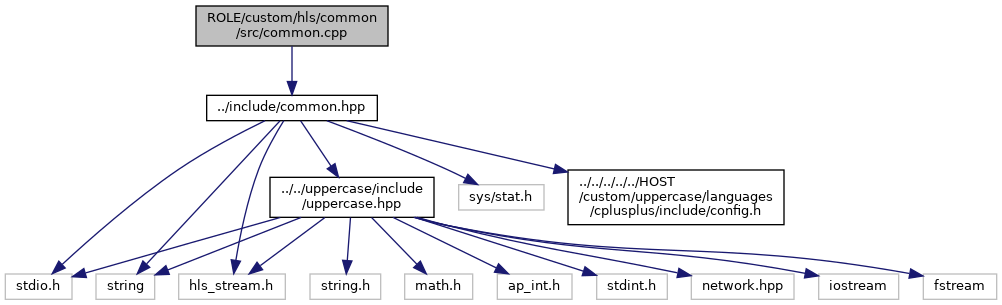 ROLE/custom/hls/common
/src/common.cpp
../include/common.hpp
../../uppercase/include
/uppercase.hpp
sys/stat.h
../../../../../HOST
/custom/uppercase/languages
/cplusplus/include/config.h
stdio.h
string
hls_stream.h
string.h
math.h
ap_int.h
stdint.h
network.hpp
iostream
fstream